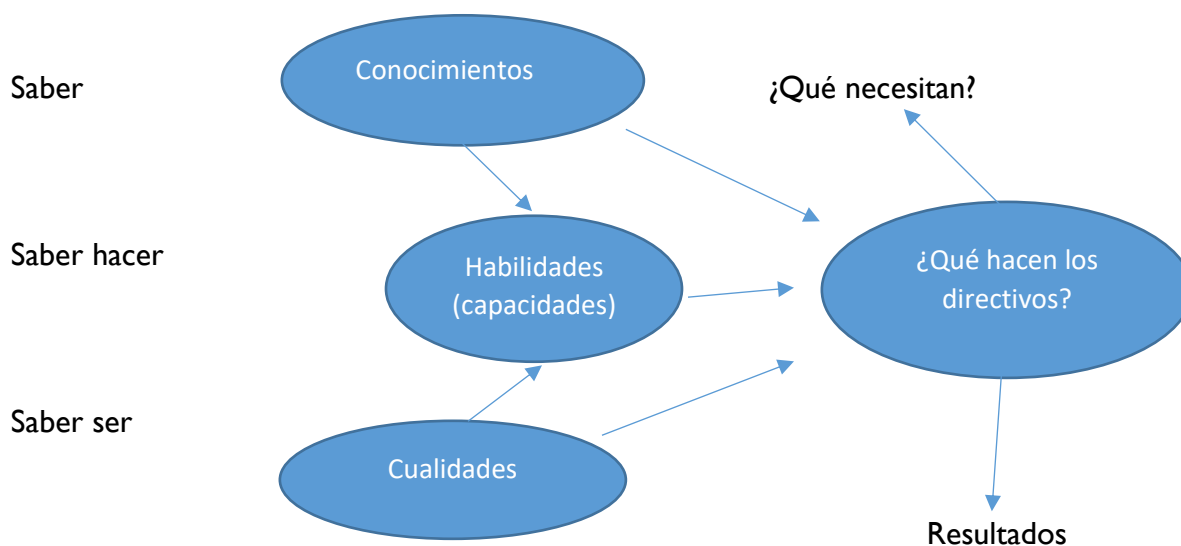 Saber
Conocimientos
¿Qué necesitan?
Saber hacer
Habilidades
(capacidades)
¿Qué hacen los
directivos?
Saber ser
Cualidades
Resultados